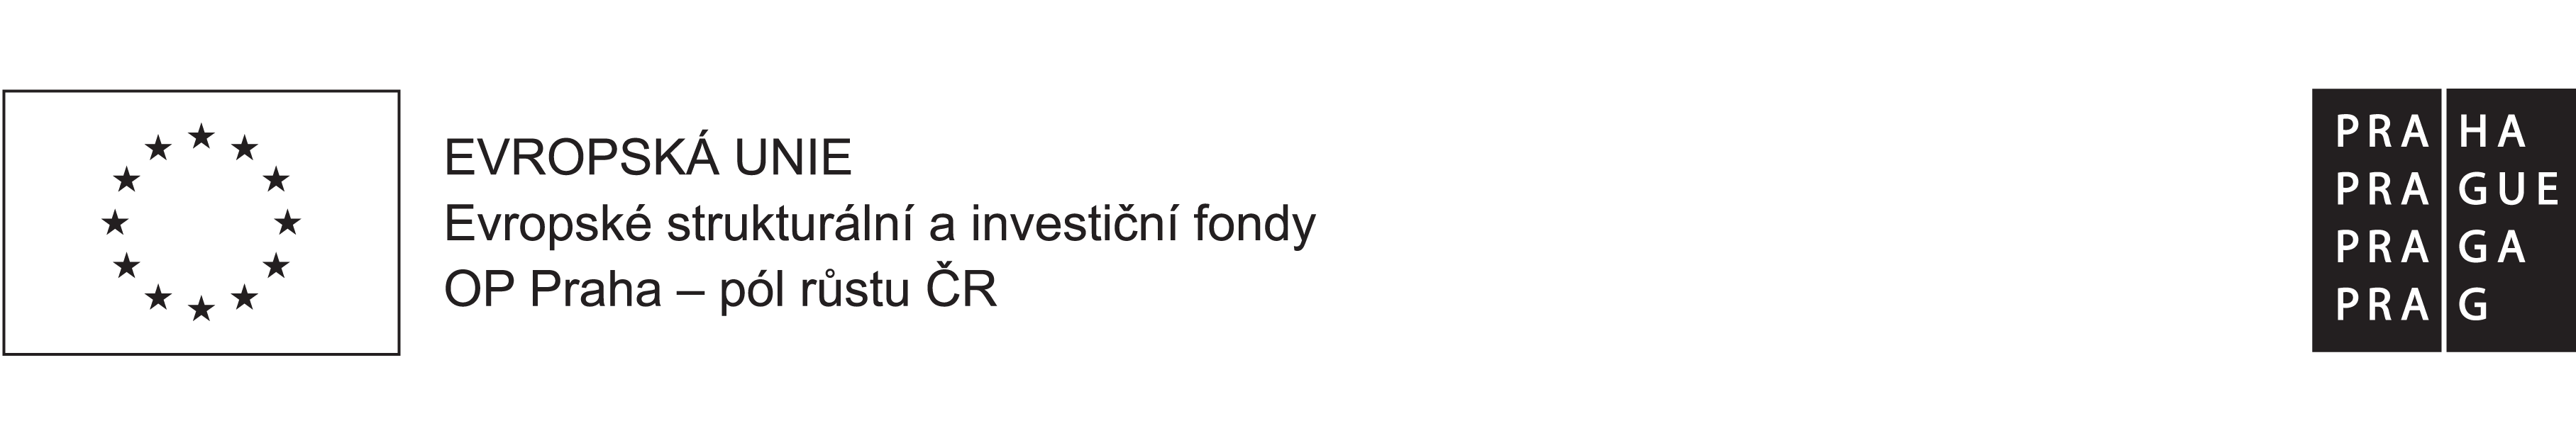 EVROPSKÁ UNIE
Evropské strukturální a investiční fondy
OP Praha – pól růstu ČR
PRA HA
PRA GUE
PRA GA
PRA G